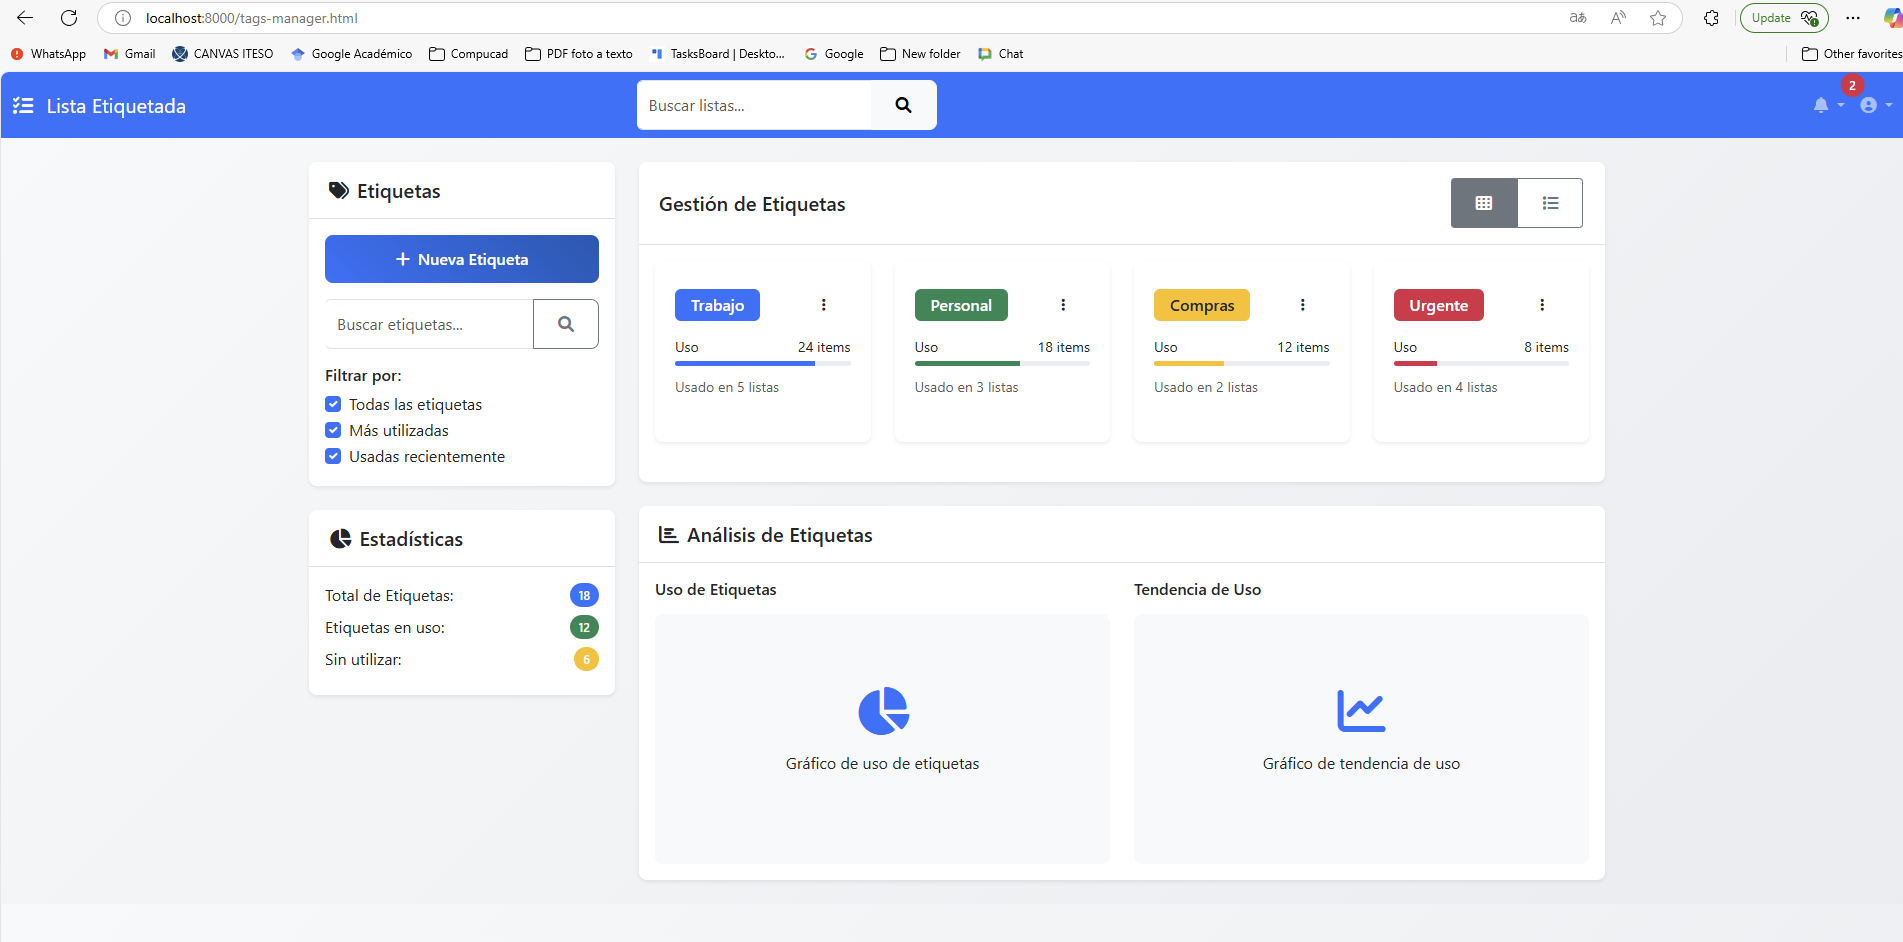 localhost:8000/tags-manager.html
Update
WhatsApp Gmail CANVAS ITESO Google Académico Compucad PDF foto a texto TasksBoard | Deskto... Google New folder Chat Other favorites
Lista Etiquetada
Buscar listas...
2
Etiquetas
Nueva Etiqueta
Buscar etiquetas...
Filtrar por:
Todas las etiquetas
Más utilizadas
Usadas recientemente
Estadísticas
Total de Etiquetas: 18
Etiquetas en uso: 12
Sin utilizar: 6
Gestión de Etiquetas
Trabajo
Uso 24 items
Usado en 5 listas
Personal
Uso 18 items
Usado en 3 listas
Compras
Uso 12 items
Usado en 2 listas
Urgente
Uso 8 items
Usado en 4 listas
Análisis de Etiquetas
Uso de Etiquetas
Gráfico de uso de etiquetas
Tendencia de Uso
Gráfico de tendencia de uso